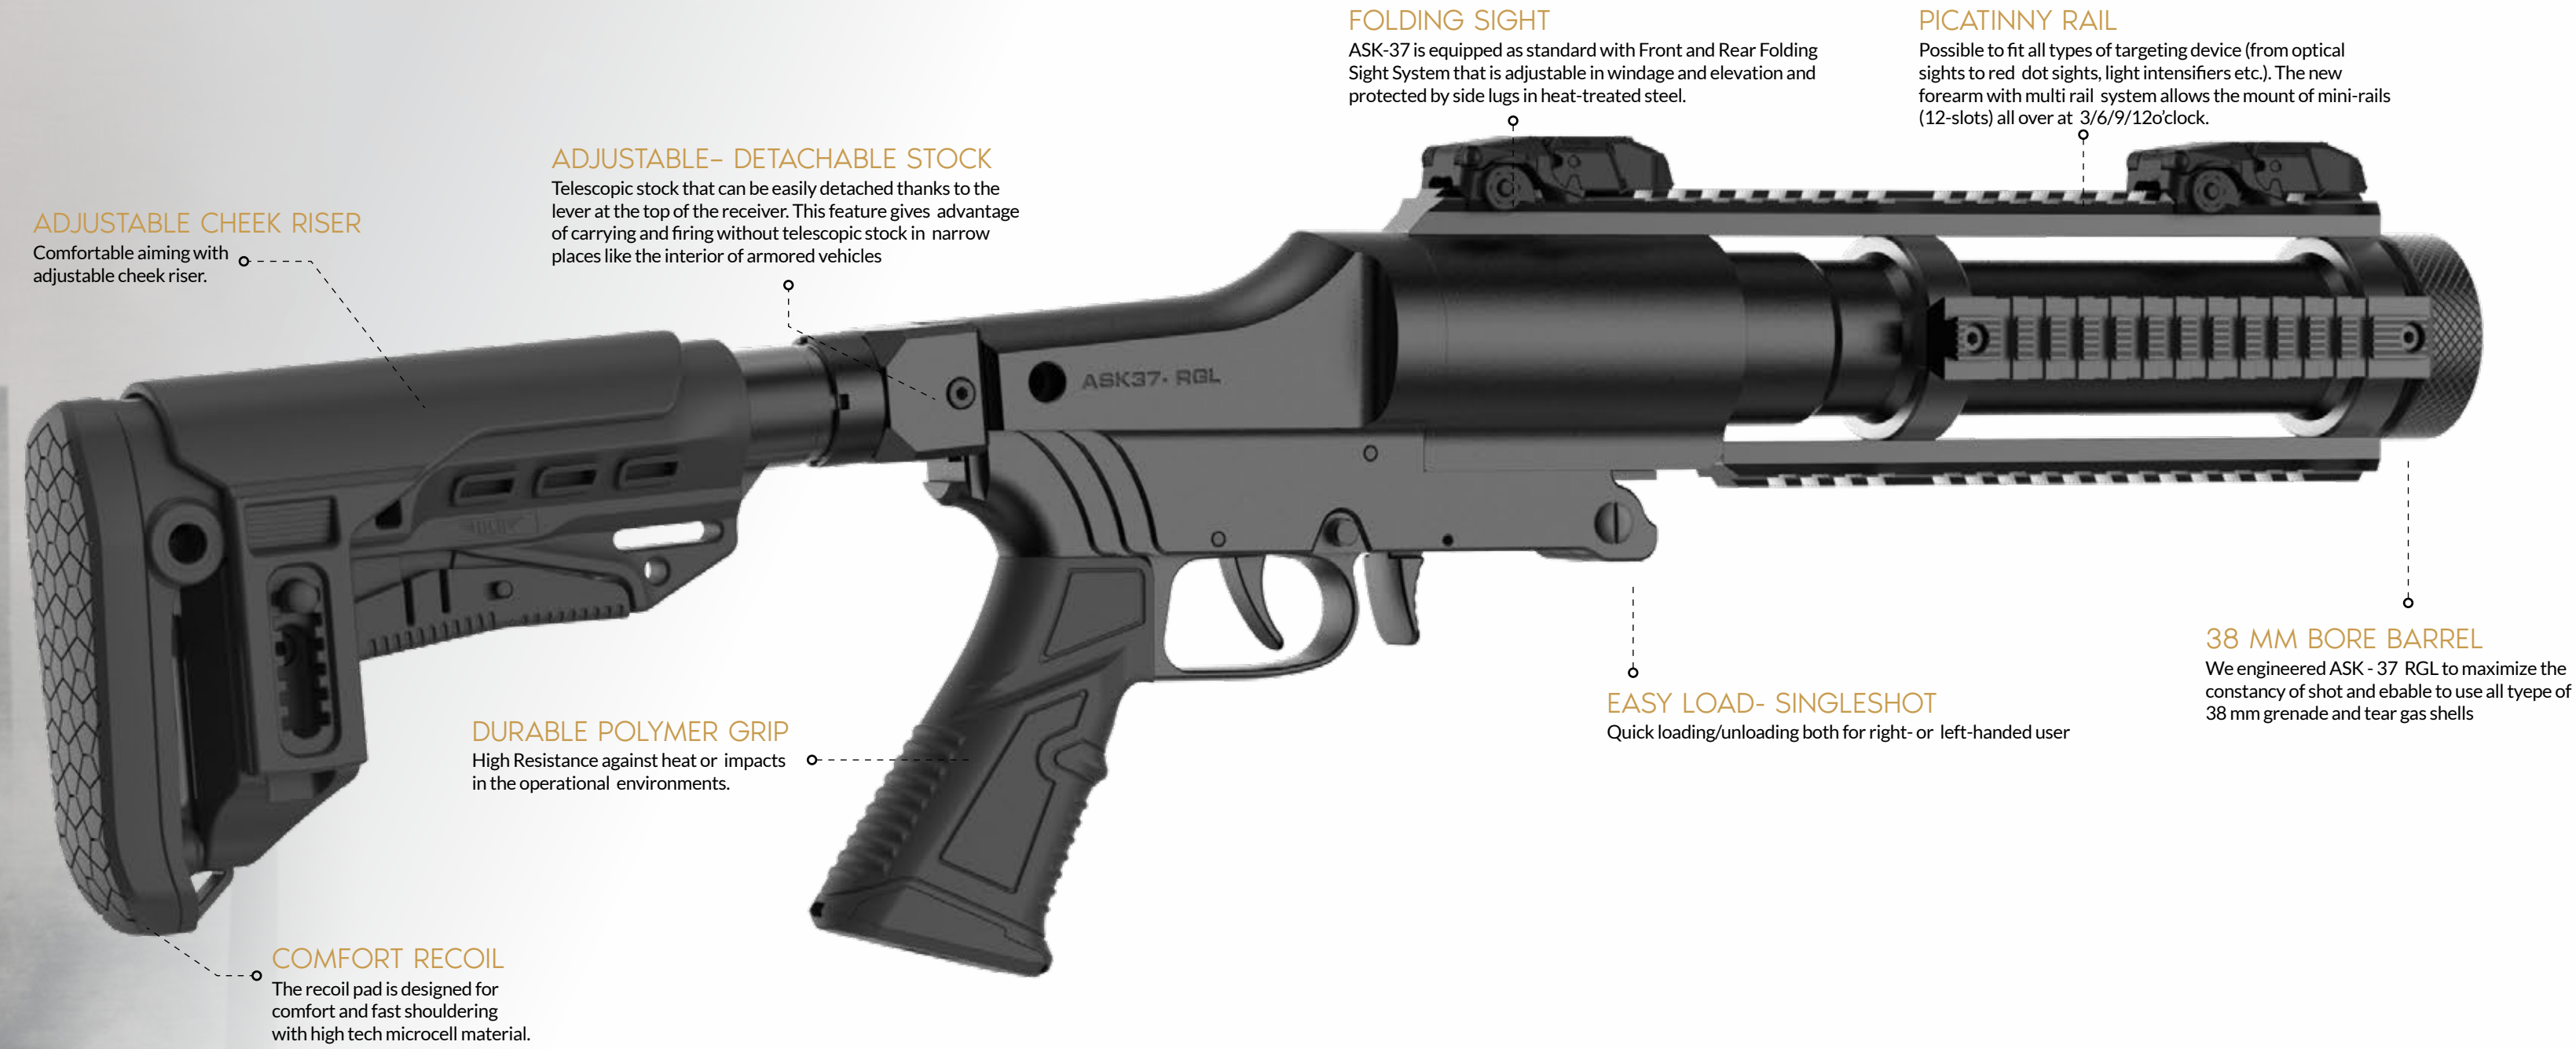 FOLDING SIGHT
ASK-37 is equipped as standard with Front and Rear Folding
Sight System that is adjustable in windage and elevation and
protected by side lugs in heat-treated steel.
PICATINNY RAIL
Possible to fit all types of targeting device (from optical
sights to red dot sights, light intensifiers etc.). The new
forearm with multi rail system allows the mount of mini-rails
(12-slots) all over at 3/6/9/12o'clock.
ADJUSTABLE- DETACHABLE STOCK
Telescopic stock that can be easily detached thanks to the
lever at the top of the receiver. This feature gives advantage
of carrying and firing without telescopic stock in narrow
places like the interior of armored vehicles
ADJUSTABLE CHEEK RISER
Comfortable aiming with
adjustable cheek riser.
ASK37- RGL
38 MM BORE BARREL
We engineered ASK - 37 RGL to maximize the
constancy of shot and ebable to use all tyepe of
38 mm grenade and tear gas shells
EASY LOAD- SINGLESHOT
Quick loading/unloading both for right- or left-handed user
DURABLE POLYMER GRIP
High Resistance against heat or impacts
in the operational environments.
COMFORT RECOIL
The recoil pad is designed for
comfort and fast shouldering
with high tech microcell material.